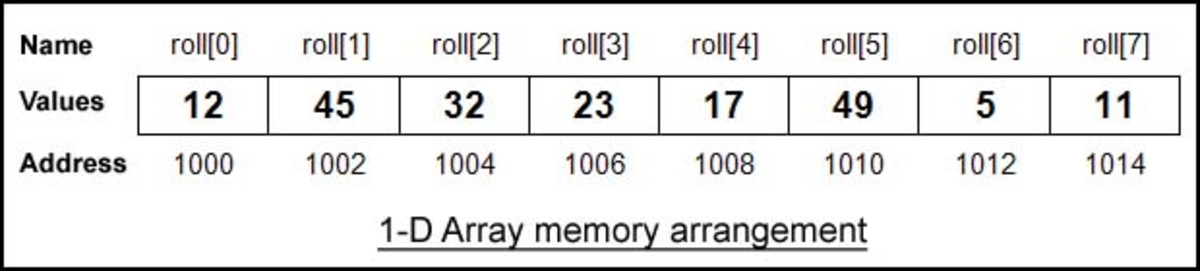 Name roll[0] roll[1] roll[2] roll[3] roll[4] roll[5] roll[6] roll[7]
Values 12 45 32 23 17 49 5 11
Address 1000 1002 1004 1006 1008 1010 1012 1014
1-D Array memory arrangement